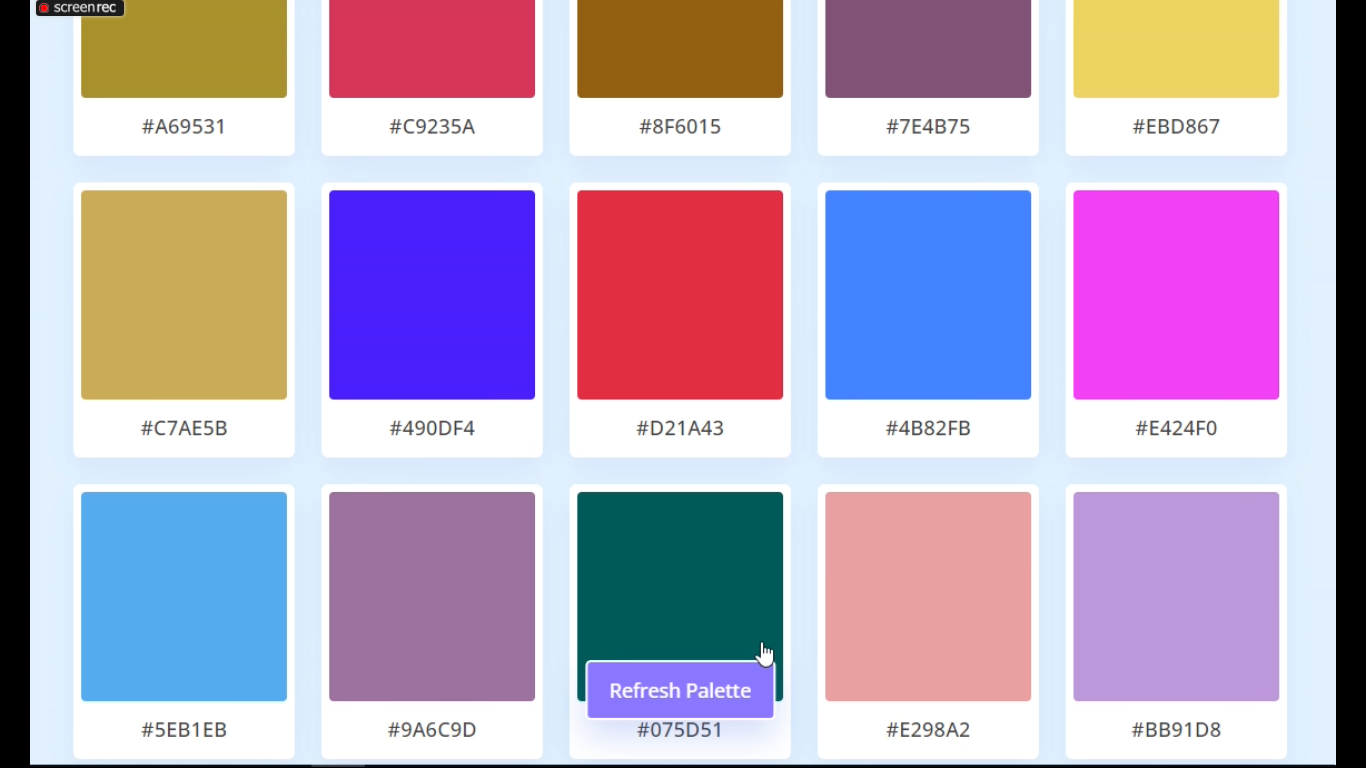 screenrec
#A69531
#C9235A
#8F6015
#7E4B75
#EBD867
#C7AE5B
#490DF4
#D21A43
#4B82FB
#E424F0
Refresh Palette
#5EB1EB
#9A6C9D
#075D51
#E298A2
#BB91D8